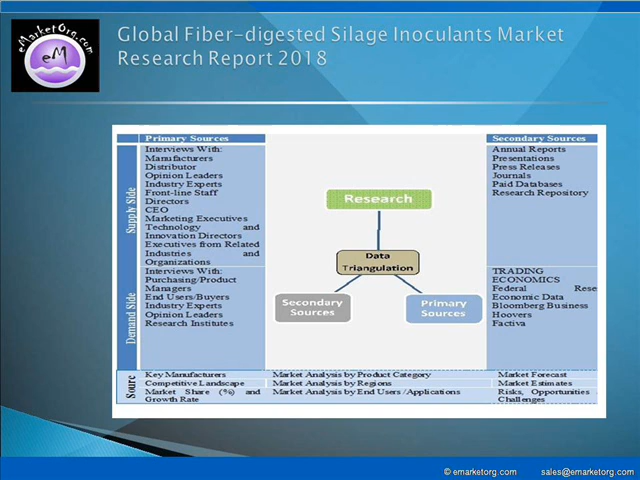 eMarketOrg.com
eM
Global Fiber-digested Silage Inoculants Market
Research Report 2018
Primary Sources
Secondary Sources
Supply Side
Interviews With:
Manufacturers
Distributor
Opinion Leaders
Industry Experts
Front-line Staff
Directors
CEO
Marketing Executives
Technology and
Innovation Directors
Executives from Related
Industries and
Organizations
Annual Reports
Presentations
Press Releases
Journals
Paid Databases
Research Repository
Research
Data
Triangulation
Secondary
Sources
Primary
Sources
Demand Side
Interviews With:
Purchasing/Product
Managers
End Users/Buyers
Industry Experts
Opinion Leaders
Research Institutes
TRADING
ECONOMICS
Federal Rese
Economic Data
Bloomberg Business
Hoovers
Factiva
Sourc
Key Manufacturers
Competitive Landscape
Market Share (%) and
Growth Rate
Market Analysis by Product Category
Market Analysis by Regions
Market Analysis by End Users /Applications
Market Forecast
Market Estimates
Risks, Opportunities
Challenges
© emarketorg.com sales@emarketorg.com